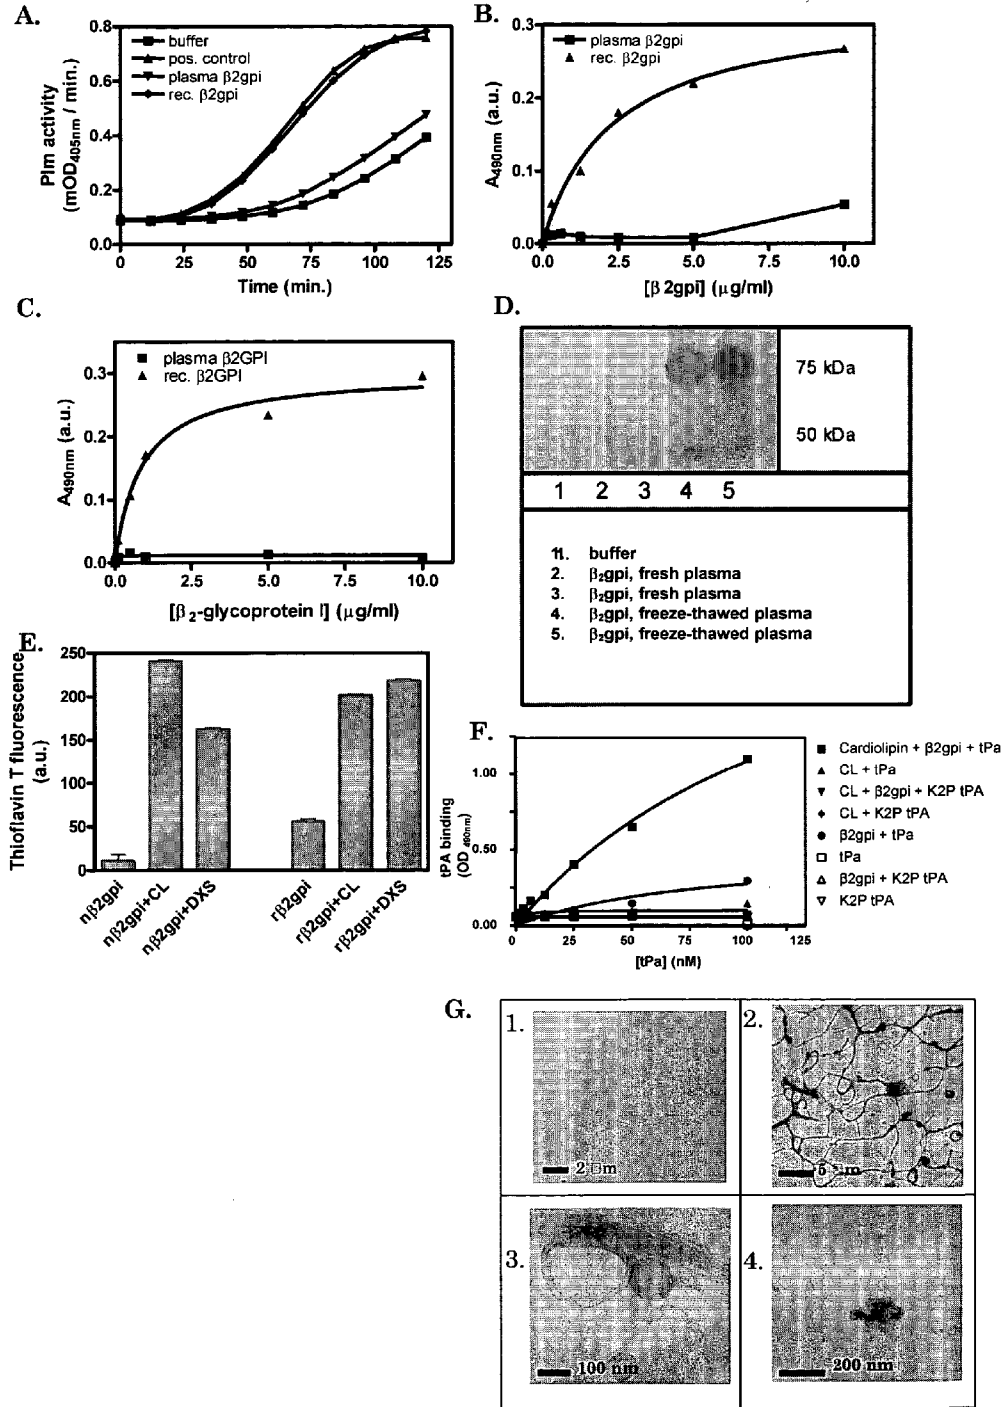 A.
0.8
0.6
0.4
0.2
0.0
Plm activity
(mOD405nm / min.)
buffer
pos. control
plasma β2gpi
rec. β2gpi
0 25 50 75 100 125
Time (min.)
B.
0.3
0.2
0.1
0.0
A490nm (a.u.)
plasma β2gpi
rec. β2gpi
0.0 2.5 5.0 7.5 10.0
[β2gpi] (μg/ml)
C.
0.3
0.2
0.1
0.0
A490nm (a.u.)
plasma β2GPI
rec. β2GPI
0.0 2.5 5.0 7.5 10.0
[β2-glycoprotein I] (μg/ml)
D.
75 kDa
50 kDa
1 2 3 4 5
1. buffer
2. β2gpi, fresh plasma
3. β2gpi, fresh plasma
4. β2gpi, freeze-thawed plasma
5. β2gpi, freeze-thawed plasma
E.
250
200
150
100
50
0
Thioflavin T fluorescence
(a.u.)
nβ2gpi
nβ2gpi+CL
nβ2gpi+DXS
rβ2gpi
rβ2gpi+CL
rβ2gpi+DXS
F.
1.00
0.50
0.00
tPA binding
(OD 490nm)
0 25 50 75 100 125
[tPa] (nM)
Cardiolipin + β2gpi + tPa
CL + tPa
CL + β2gpi + K2P tPA
CL + K2P tPA
β2gpi + tPa
tPa
β2gpi + K2P tPA
K2P tPA
G.
1.
2.
3. 100 nm
4. 200 nm